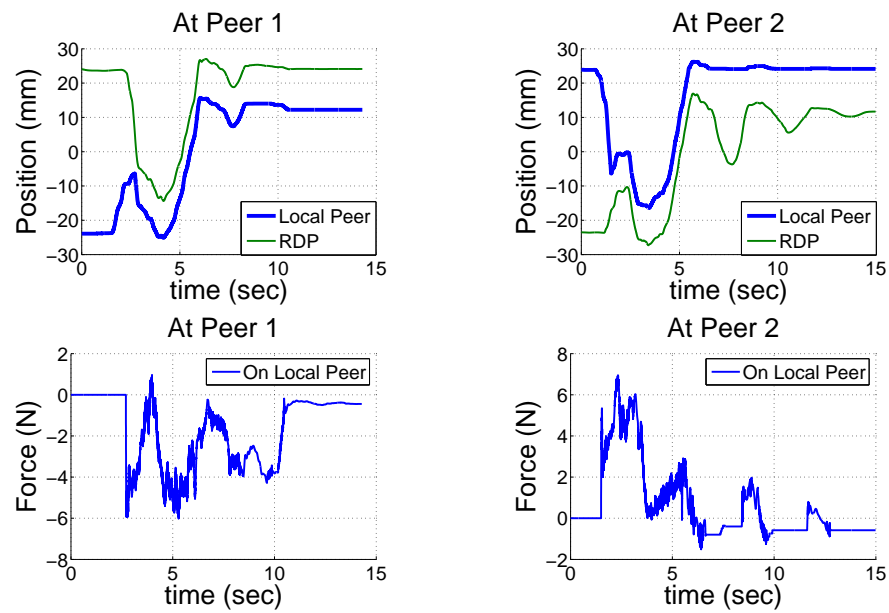 At Peer 1
Position (mm)
30
20
10
0
−10
−20
−30
0
5
10
15
time (sec)
Local Peer
RDP
At Peer 2
Position (mm)
30
20
10
0
−10
−20
−30
0
5
10
15
time (sec)
Local Peer
RDP
At Peer 1
Force (N)
2
0
−2
−4
−6
−8
0
5
10
15
time (sec)
On Local Peer
At Peer 2
Force (N)
8
6
4
2
0
−2
0
5
10
15
time (sec)
On Local Peer